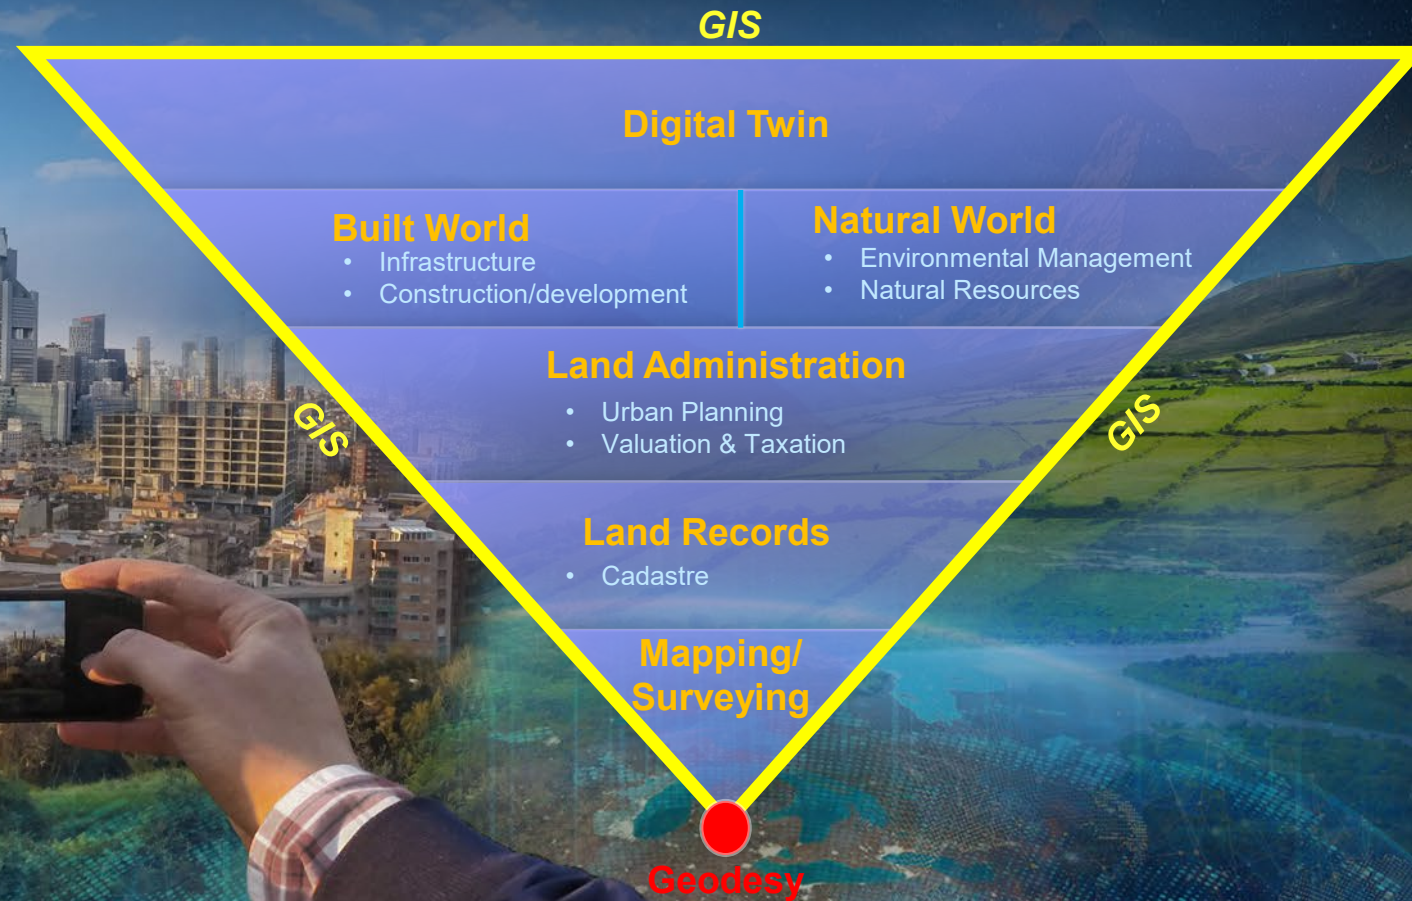 GIS
Digital Twin
Built World
• Infrastructure
• Construction/development
Natural World
• Environmental Management
• Natural Resources
Land Administration
• Urban Planning
• Valuation & Taxation
GIS
GIS
Land Records
• Cadastre
Mapping/
Surveying
Geodesy